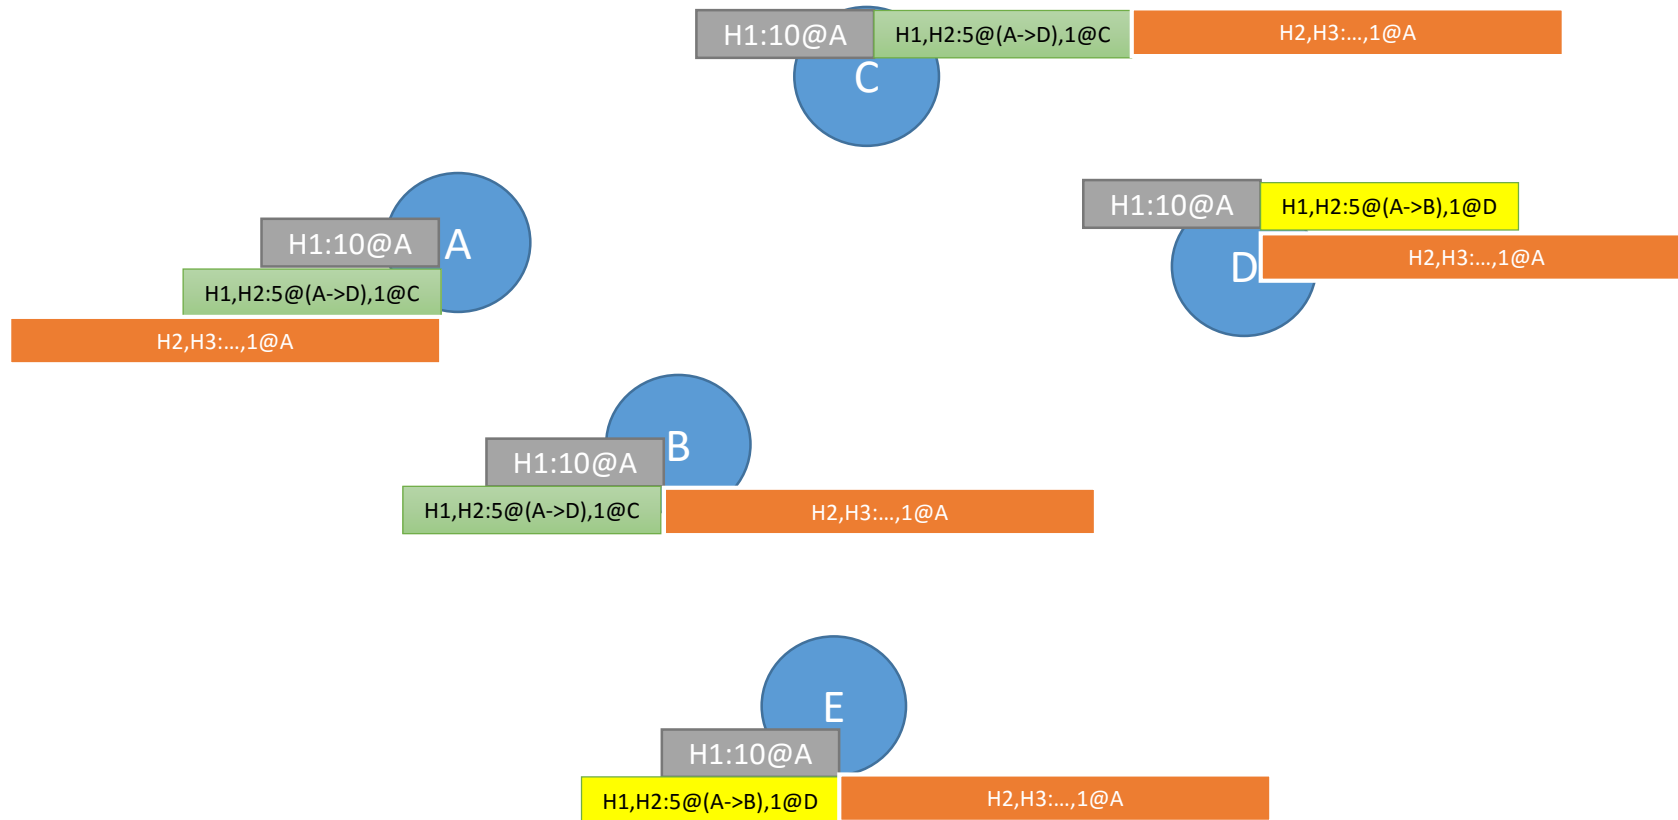 H1:10@A
H1,H2:5@(A->D),1@C
H2,H3:...,1@A
C
H1:10@A
H1,H2:5@(A->B),1@D
H2,H3:...,1@A
D
H1:10@A
A
H1,H2:5@(A->D),1@C
H2,H3:...,1@A
B
H1:10@A
H1,H2:5@(A->D),1@C
H2,H3:...,1@A
E
H1:10@A
H1,H2:5@(A->B),1@D
H2,H3:...,1@A